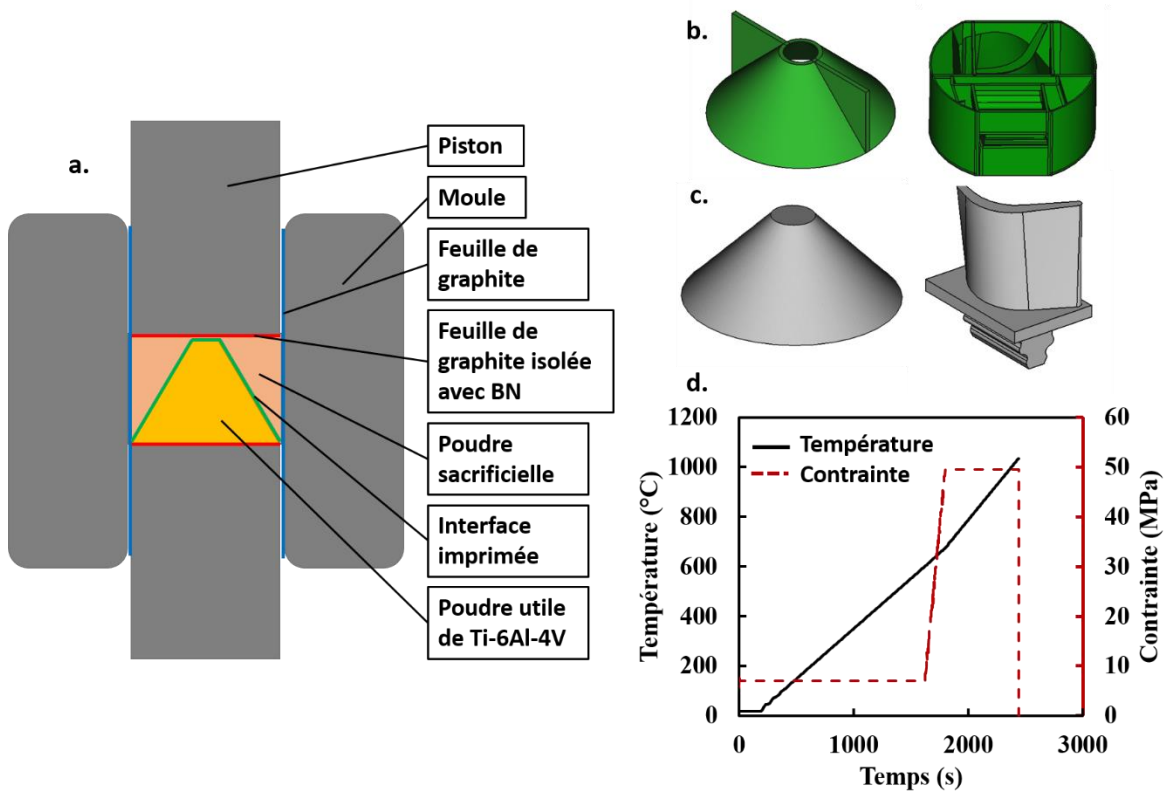 a.
Piston
Moule
Feuille de
graphite
Feuille de
graphite isolée
avec BN
Poudre
sacrificielle
Interface
imprimée
Poudre utile
de Ti-6Al-4V
b.
c.
d.
1200
1000
800
600
400
200
0
Température (°C)
Température
Contrainte
60
50
40
30
20
10
0
Contrainte (MPa)
0
1000
2000
3000
Temps (s)